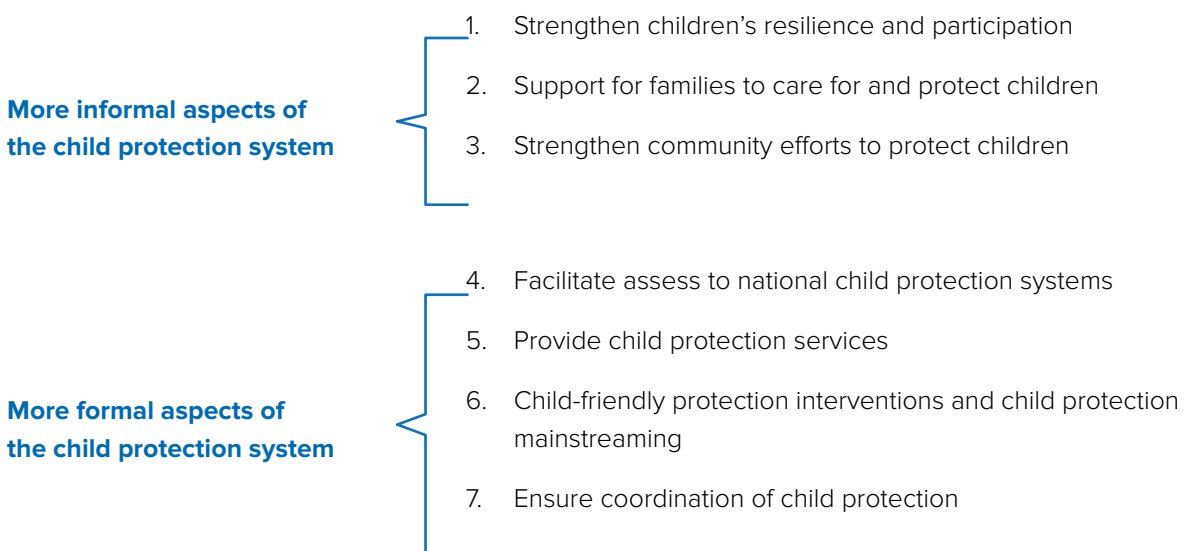 1. Strengthen children’s resilience and participation
2. Support for families to care for and protect children
More informal aspects of
the child protection system
3. Strengthen community efforts to protect children
4. Facilitate assess to national child protection systems
5. Provide child protection services
More formal aspects of
the child protection system
6. Child-friendly protection interventions and child protection
mainstreaming
7. Ensure coordination of child protection